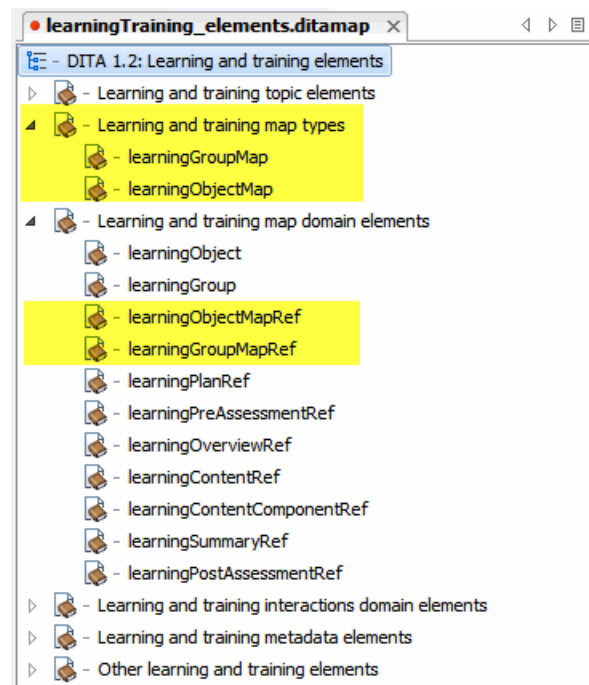 learningTraining_elements.ditamap
- DITA 1.2: Learning and training elements
- Learning and training topic elements
- Learning and training map types
- learningGroupMap
- learningObjectMap
- Learning and training map domain elements
- learningObject
- learningGroup
- learningObjectMapRef
- learningGroupMapRef
- learningPlanRef
- learningPreAssessmentRef
- learningOverviewRef
- learningContentRef
- learningContentComponentRef
- learningSummaryRef
- learningPostAssessmentRef
- Learning and training interactions domain elements
- Learning and training metadata elements
- Other learning and training elements